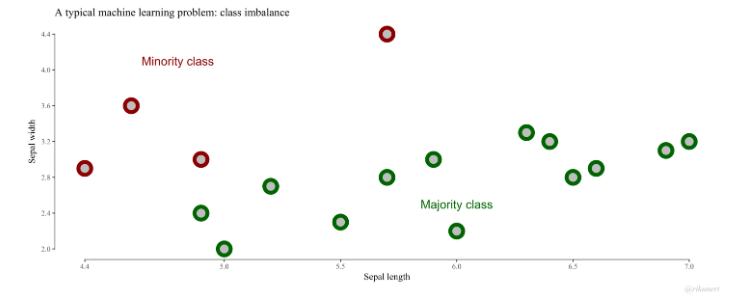 A typical machine learning problem: class imbalance
4.4
Minority class
4.0
3.6
Sepal width
3.2
2.8
Majority class
2.4
2.0
4.4 5.0 5.5 6.0 6.5 7.0
Sepal length
@rikunert